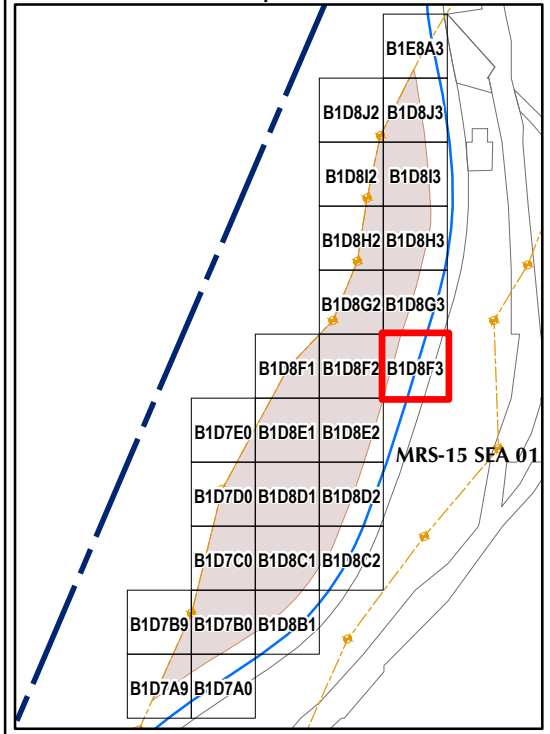 B1E8A3
B1D8J2 B1D8J3
B1D8I2 B1D8I3
B1D8H2 B1D8H3
B1D8G2 B1D8G3
B1D8F1 B1D8F2 B1D8F3
B1D7E0 B1D8E1 B1D8E2
MRS-15 SEA 01
B1D7D0 B1D8D1 B1D8D2
B1D7C0 B1D8C1 B1D8C2
B1D7B9 B1D7B0 B1D8B1
B1D7A9 B1D7A0